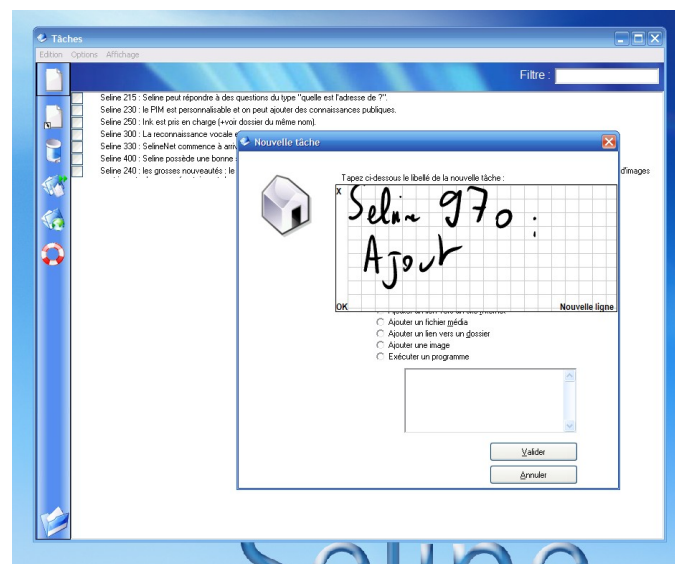 Tâches
Edition Options Affichage
Filtre :
Seline 215 : Seline peut répondre à des questions du type "quelle est l'adresse de ?".
Seline 230 : le PIM est personnalisable et on peut ajouter des connaissances publiques.
Seline 250 : Ink est pris en charge (+voir dossier du même nom).
Seline 300 : La reconnaissance vocale
Seline 330 : SelineNet commence à
Seline 400 : Seline possède une bonne
Seline 240 : les grosses nouveautés : le
d'images
Nouvelle tâche
Tapez ci-dessous le libellé de la nouvelle tâche :
X
Seline 970 :
Ajout
OK Nouvelle ligne
Ajouter un fichier média
Ajouter un lien vers un dossier
Ajouter une image
Exécuter un programme
Valider
Annuler
Seline